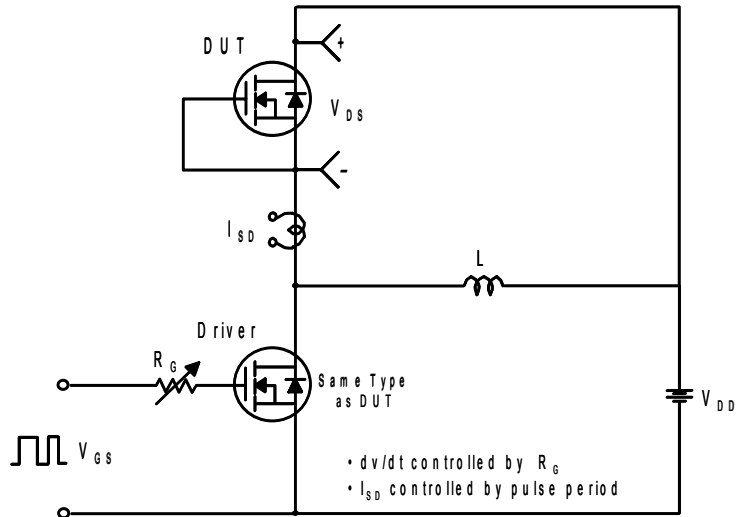 DUT
+
VDS
-
ISD
L
Driver
RG
Same Type
as DUT
VDD
VGS
• dv/dt controlled by RG
• ISD controlled by pulse period